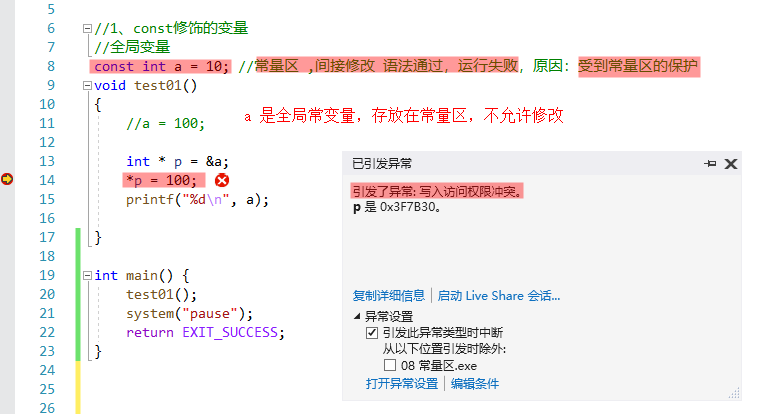 5
6 //1、const修饰的变量
7 //全局变量
8 const int a = 10; //常量区 ,间接修改 语法通过，运行失败，原因：受到常量区的保护
9 void test01()
10 {
11 //a = 100;
a 是全局常变量，存放在常量区，不允许修改
12
13 int * p = &a;
14 *p = 100;
15 printf("%d\n", a);
16
17 }
18
19 int main() {
20 test01();
21 system("pause");
22 return EXIT_SUCCESS;
23 }
24
25
26
已引发异常
引发了异常: 写入访问权限冲突。
p 是 0x3F7B30。
复制详细信息 | 启动 Live Share 会话...
异常设置
引发此异常类型时中断
从以下位置引发时除外:
08 常量区.exe
打开异常设置 | 编辑条件